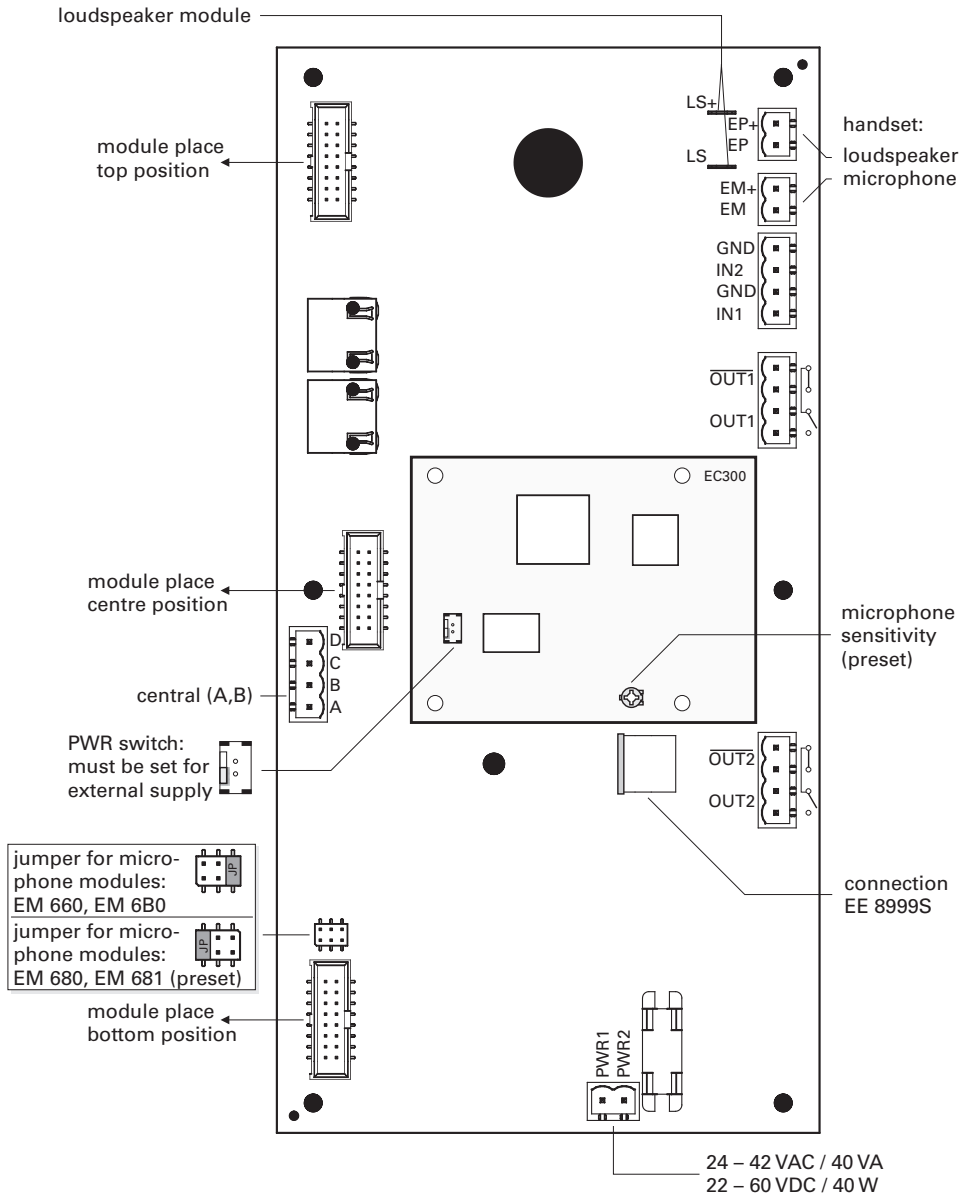 loudspeaker module
LS+
EP+
EP
LS
handset:
loudspeaker
microphone
module place
top position
EM+
EM
GND
IN2
GND
IN1
OUT1
OUT1
EC300
module place
centre position
D
C
B
A
central (A,B)
microphone
sensitivity
(preset)
PWR switch:
must be set for
external supply
OUT2
OUT2
jumper for micro-
phone modules:
EM 660, EM 6B0
JP
jumper for micro-
phone modules:
EM 680, EM 681 (preset)
JP
connection
EE 8999S
module place
bottom position
PWR1
PWR2
24 – 42 VAC / 40 VA
22 – 60 VDC / 40 W